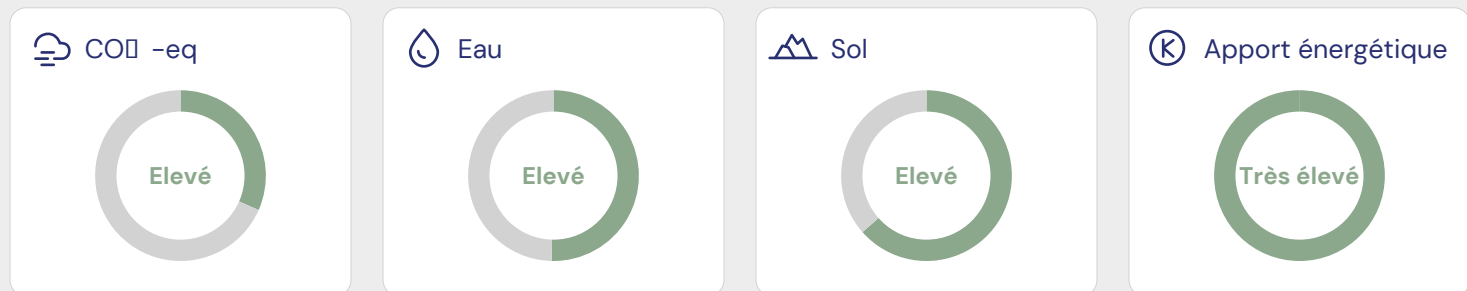 CO▯ -eq
Eau
Sol
Apport énergétique
Elevé
Elevé
Elevé
Très élevé